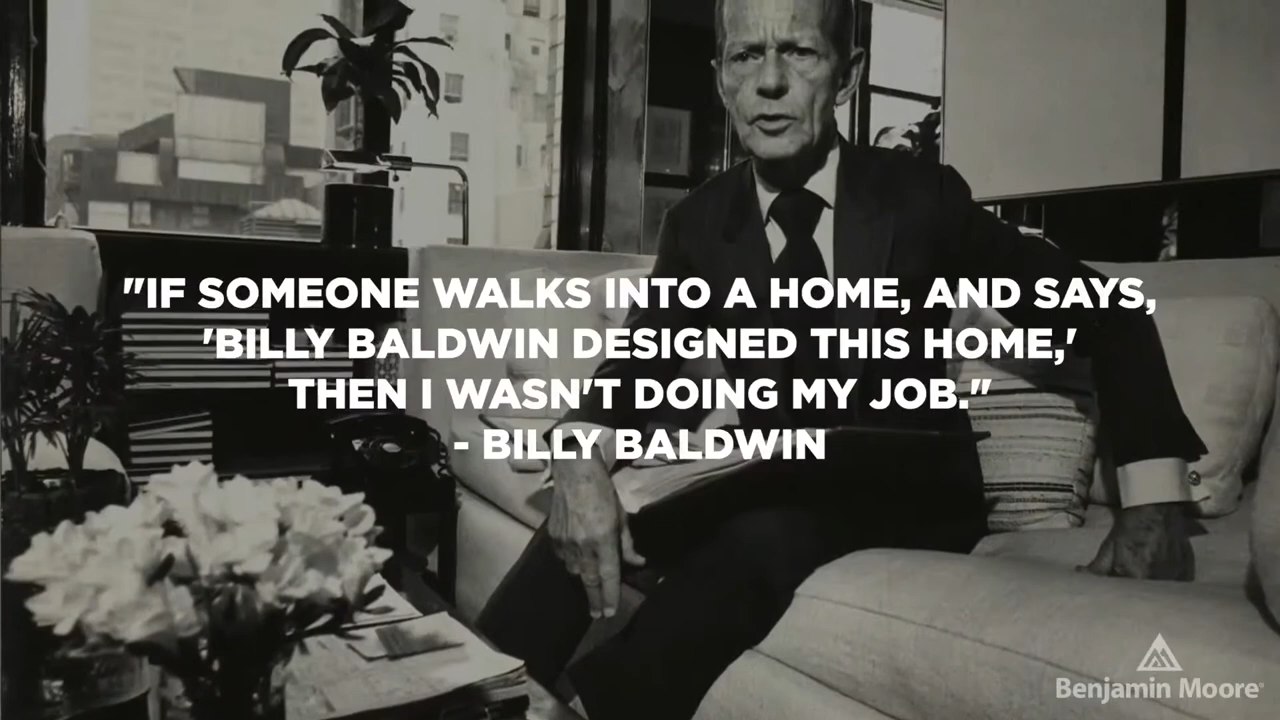 "IF SOMEONE WALKS INTO A HOME, AND SAYS,
'BILLY BALDWIN DESIGNED THIS HOME,'
THEN I WASN'T DOING MY JOB."
- BILLY BALDWIN
Benjamin Moore®